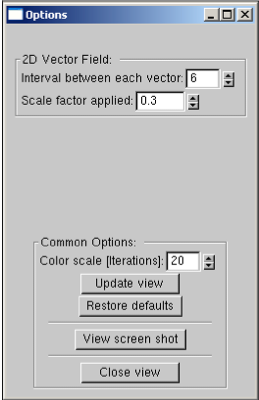 Options
2D Vector Field:
Interval between each vector: 6
Scale factor applied: 0.3
Common Options:
Color scale [Iterations]: 20
Update view
Restore defaults
View screen shot
Close view